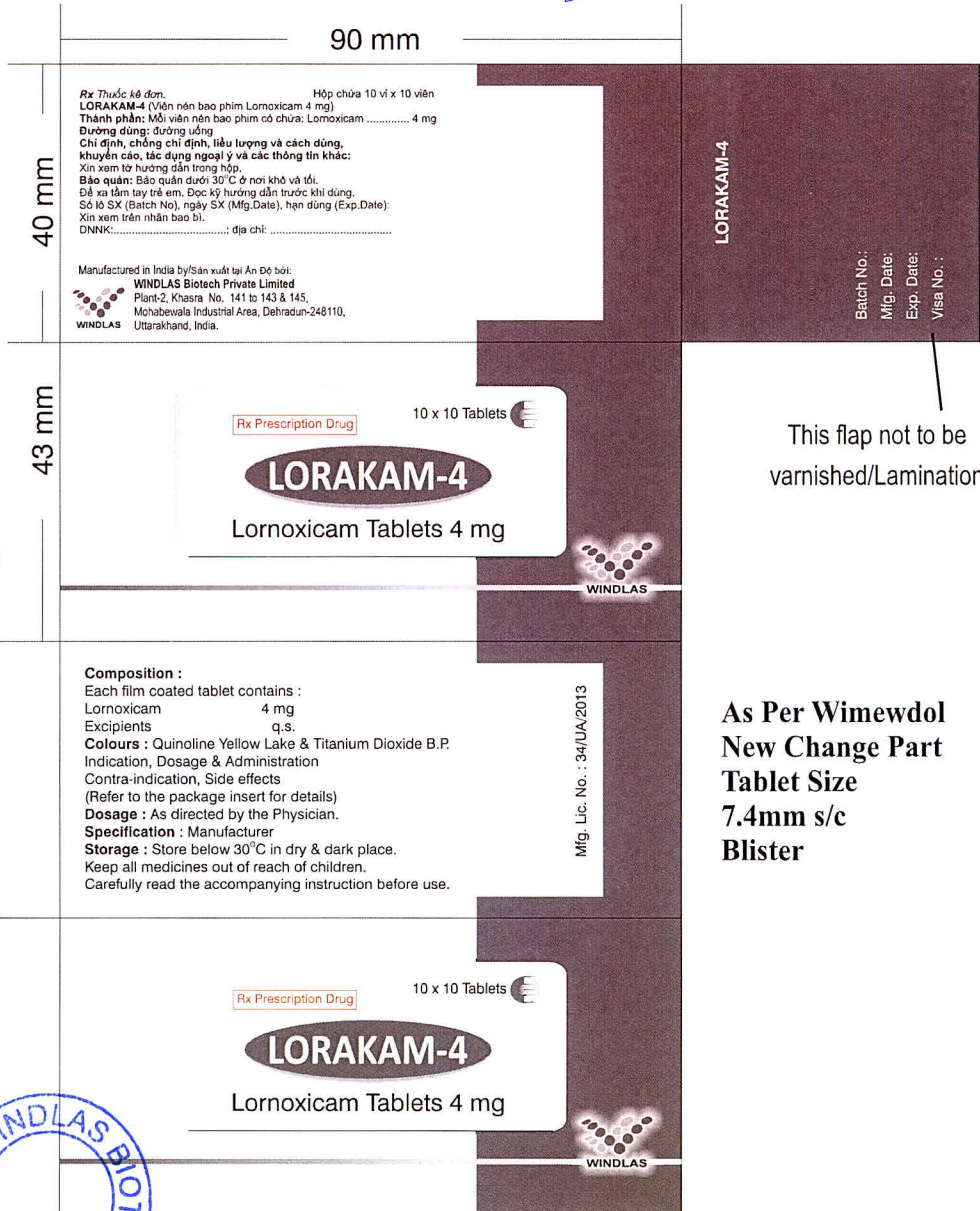 90 mm
40 mm
Rx Thuốc kê đơn. Hộp chứa 10 vỉ x 10 viên
LORAKAM-4 (Viên nén bao phim Lornoxicam 4 mg)
Thành phần: Mỗi viên nén bao phim có chứa: Lornoxicam .............. 4 mg
Đường dùng: đường uống
Chỉ định, chống chỉ định, liều lượng và cách dùng,
khuyến cáo, tác dụng ngoại ý và các thông tin khác:
Xin xem tờ hướng dẫn trong hộp.
Bảo quản: Bảo quản dưới 30°C ở nơi khô và tối.
Để xa tầm tay trẻ em. Đọc kỹ hướng dẫn trước khi dùng.
Số lô SX (Batch No), ngày SX (Mfg.Date), hạn dùng (Exp.Date):
Xin xem trên nhãn bao bì.
DNNK:.....................................; địa chỉ: ........................................
Manufactured in India by/Sản xuất tại Ấn Độ bởi:
WINDLAS Biotech Private Limited
Plant-2, Khasra No. 141 to 143 & 145,
Mohabewala Industrial Area, Dehradun-248110,
Uttarakhand, India.
WINDLAS
LORAKAM-4
Batch No.:
Mfg. Date:
Exp. Date:
Visa No. :
This flap not to be
varnished/Lamination
43 mm
10 x 10 Tablets
Rx Prescription Drug
LORAKAM-4
Lornoxicam Tablets 4 mg
WINDLAS
Composition :
Each film coated tablet contains :
Lornoxicam 4 mg
Excipients q.s.
Colours : Quinoline Yellow Lake & Titanium Dioxide B.P.
Indication, Dosage & Administration
Contra-indication, Side effects
(Refer to the package insert for details)
Dosage : As directed by the Physician.
Specification : Manufacturer
Storage : Store below 30°C in dry & dark place.
Keep all medicines out of reach of children.
Carefully read the accompanying instruction before use.
Mfg. Lic. No. : 34/UA/2013
As Per Wimewdol
New Change Part
Tablet Size
7.4mm s/c
Blister
10 x 10 Tablets
Rx Prescription Drug
LORAKAM-4
Lornoxicam Tablets 4 mg
WINDLAS
NDLAS BIOT